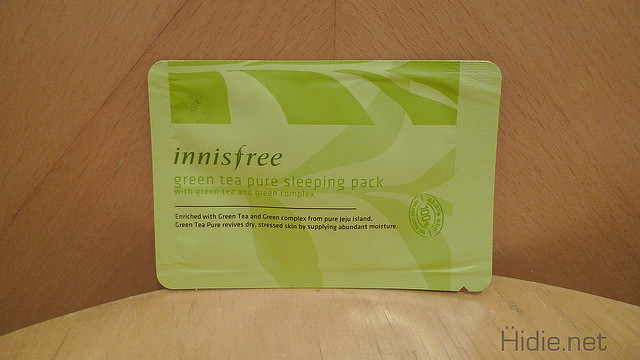 innisfree
green tea pure sleeping pack
with green tea and green complex
Enriched with Green Tea and Green complex from pure Jeju island.
Green Tea Pure revives dry, stressed skin by supplying abundant moisture.
100%
Hidie.net